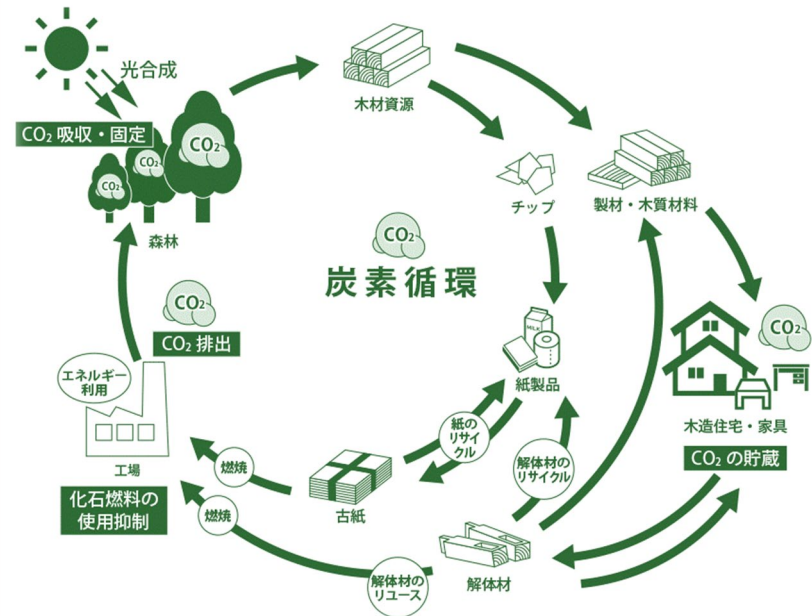 光合成
CO₂ 吸収・固定
CO₂
CO₂
CO₂
森林
木材資源
チップ
製材・木質材料
CO₂
炭素循環
CO₂
CO₂ 排出
エネルギー
利用
工場
化石燃料の
使用抑制
MILK
紙製品
紙の
リサイ
クル
燃焼
古紙
燃焼
解体材の
リサイクル
解体材の
リユース
解体材
CO₂
木造住宅・家具
CO₂ の貯蔵